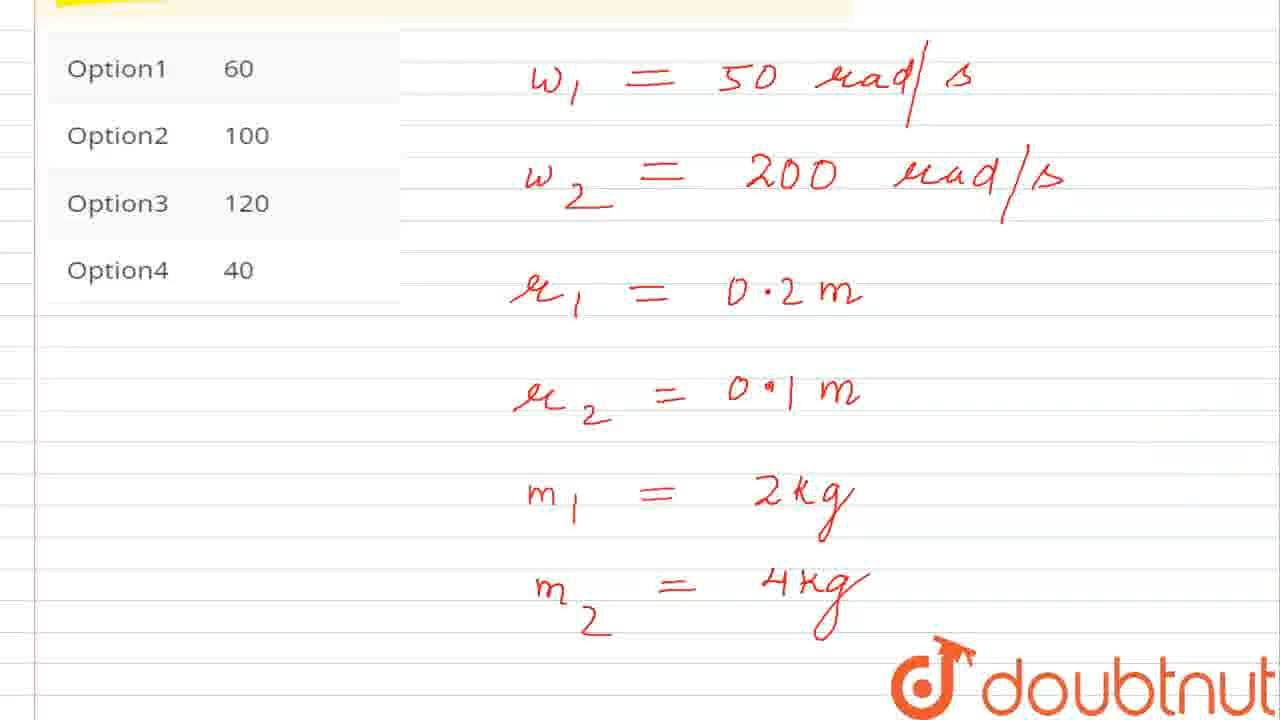 Option1 60
Option2 100
Option3 120
Option4 40
w₁ = 50 rad/s
w₂ = 200 rad/s
r₁ = 0.2 m
r₂ = 0.1 m
m₁ = 2kg
m₂ = 4kg
doubtnut